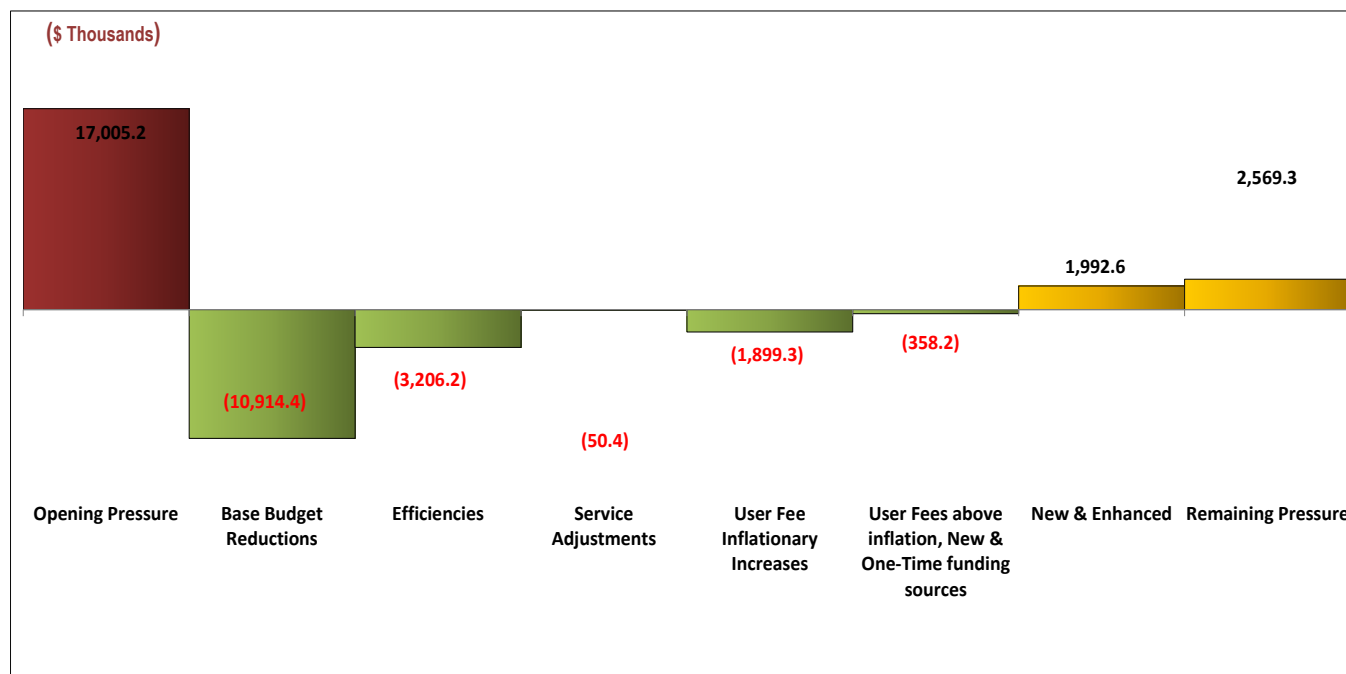 ($ Thousands)
17,005.2
(10,914.4)
(3,206.2)
(50.4)
(1,899.3)
(358.2)
1,992.6
2,569.3
Opening Pressure
Base Budget
Reductions
Efficiencies
Service
Adjustments
User Fee
Inflationary
Increases
User Fees above
inflation, New &
One-Time funding
sources
New & Enhanced
Remaining Pressure